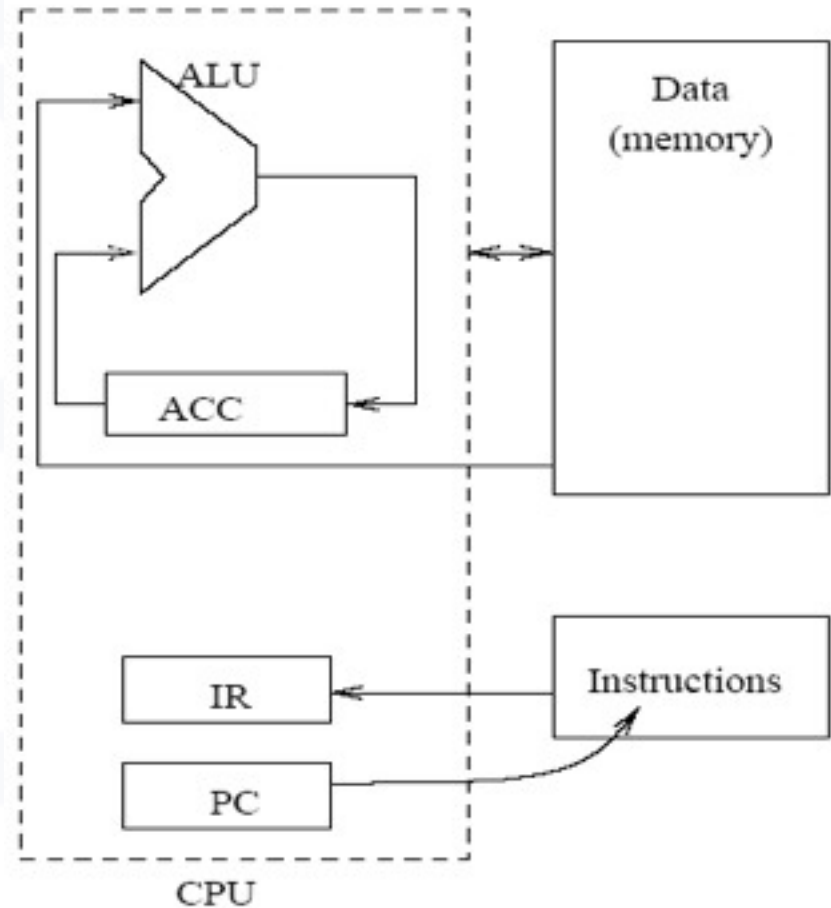 ALU
Data
(memory)
ACC
IR
Instructions
PC
CPU